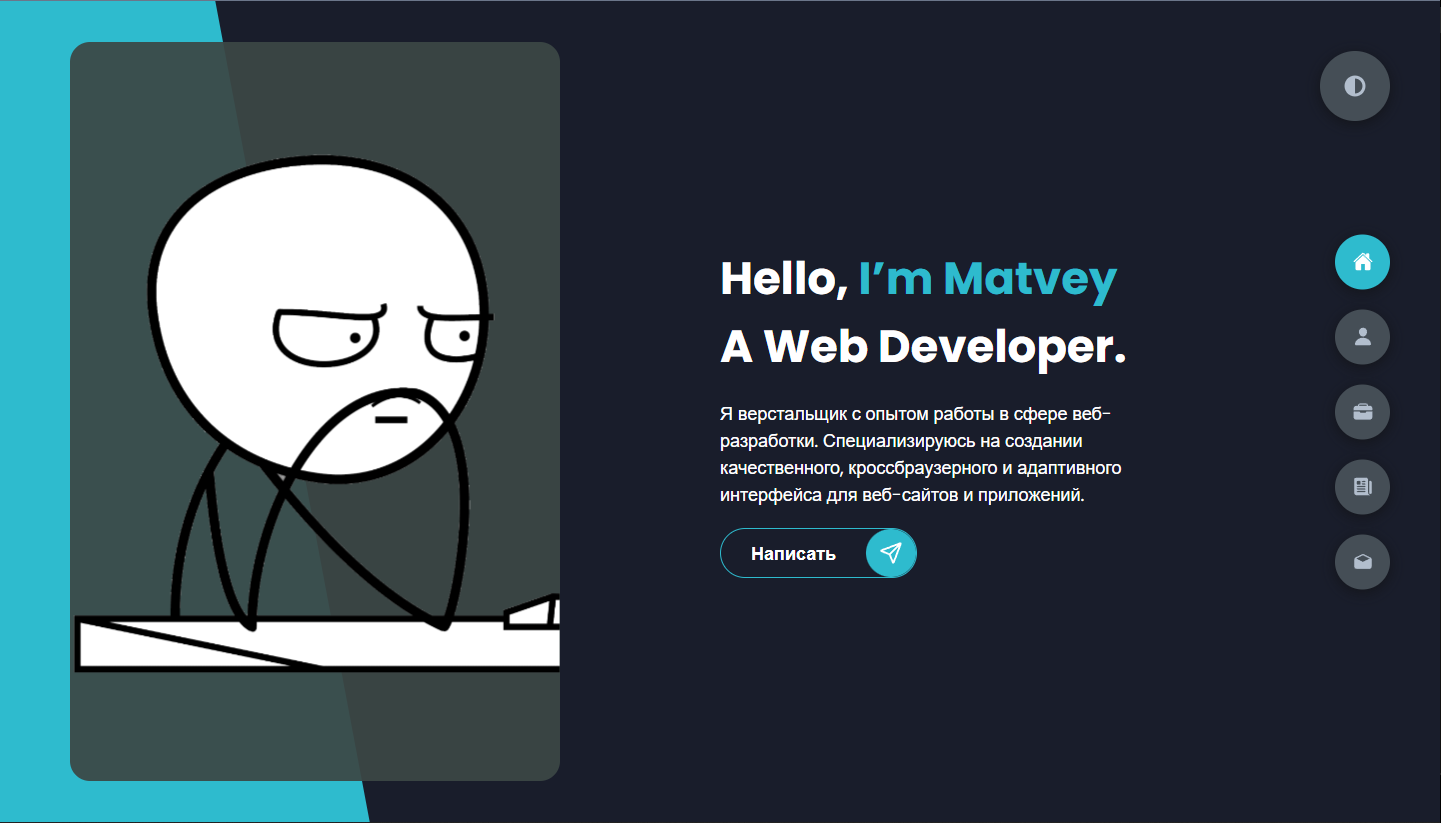 Hello, I’m Matvey
A Web Developer.
Я верстальщик с опытом работы в сфере веб-
разработки. Специализируюсь на создании
качественного, кроссбраузерного и адаптивного
интерфейса для веб-сайтов и приложений.
Написать